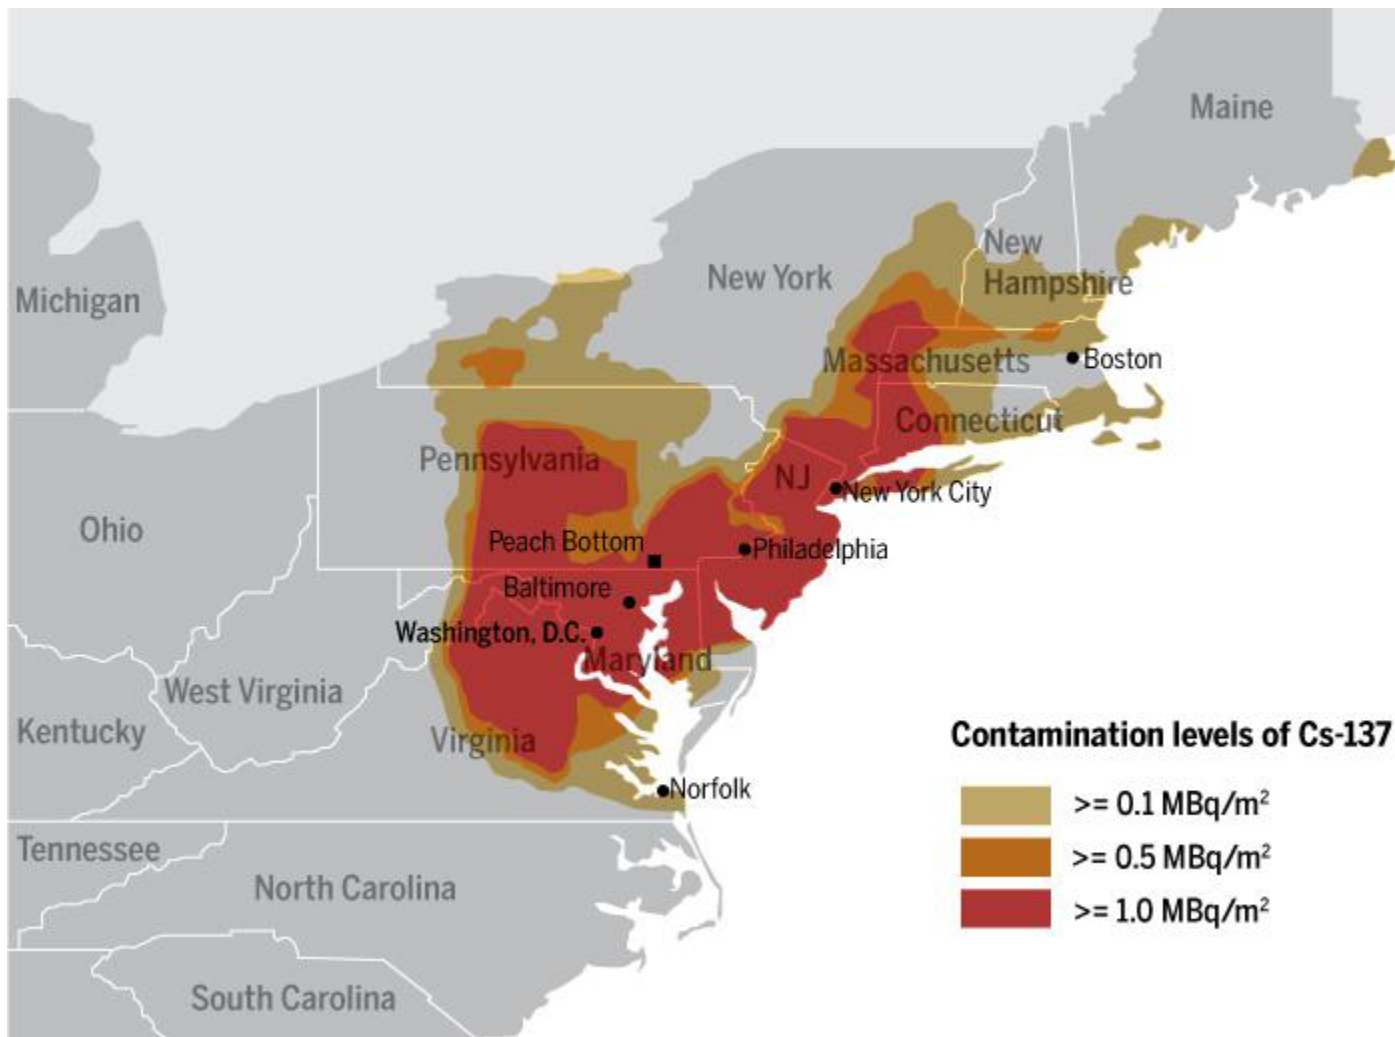 Maine
New
Hampshire
New York
Michigan
Massachusetts
Boston
Connecticut
Pennsylvania
NJ
New York City
Ohio
Peach Bottom
Philadelphia
Baltimore
Washington, D.C.
Maryland
West Virginia
Kentucky
Virginia
Norfolk
Tennessee
North Carolina
South Carolina
Contamination levels of Cs-137
>= 0.1 MBq/m²
>= 0.5 MBq/m²
>= 1.0 MBq/m²